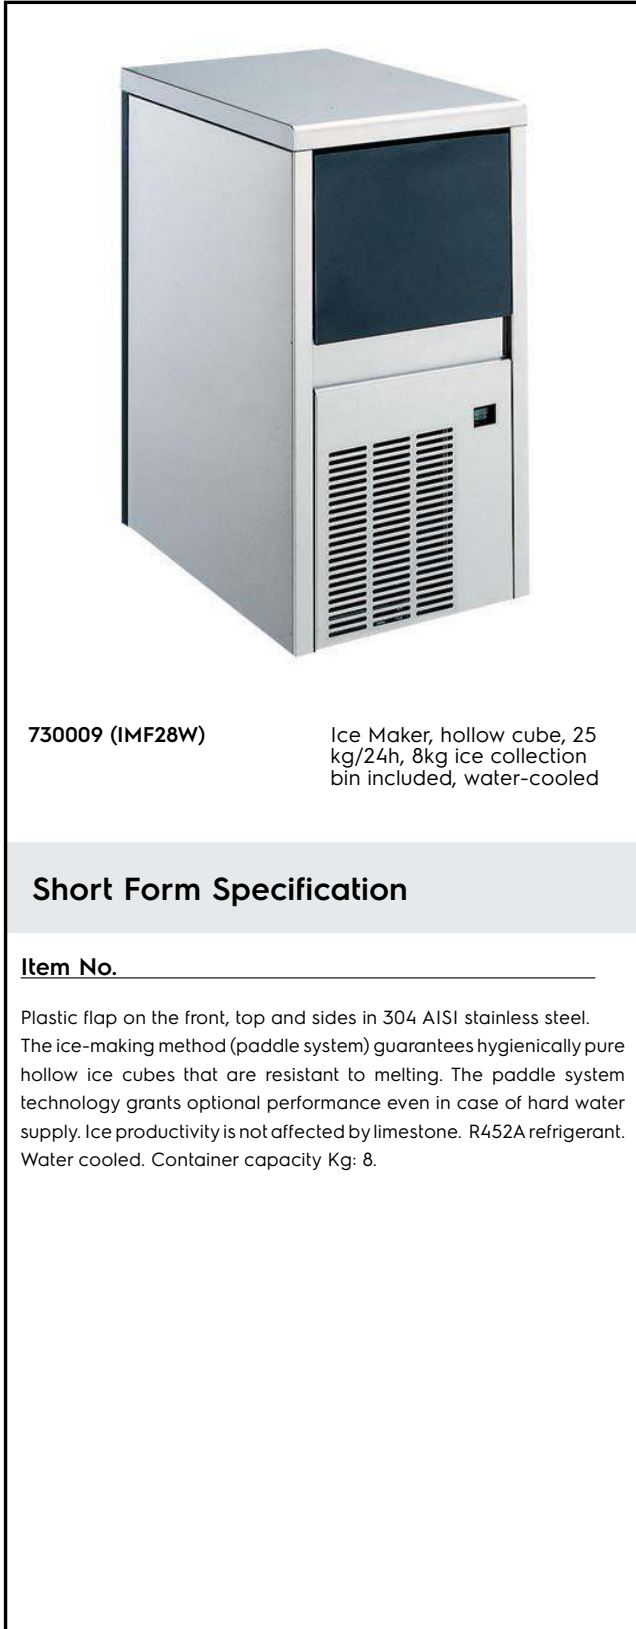 730009 (IMF28W)
Ice Maker, hollow cube, 25
kg/24h, 8kg ice collection
bin included, water-cooled
Short Form Specification
Item No.
Plastic flap on the front, top and sides in 304 AISI stainless steel.
The ice-making method (paddle system) guarantees hygienically pure
hollow ice cubes that are resistant to melting. The paddle system
technology grants optional performance even in case of hard water
supply. Ice productivity is not affected by limestone. R452A refrigerant.
Water cooled. Container capacity Kg: 8.